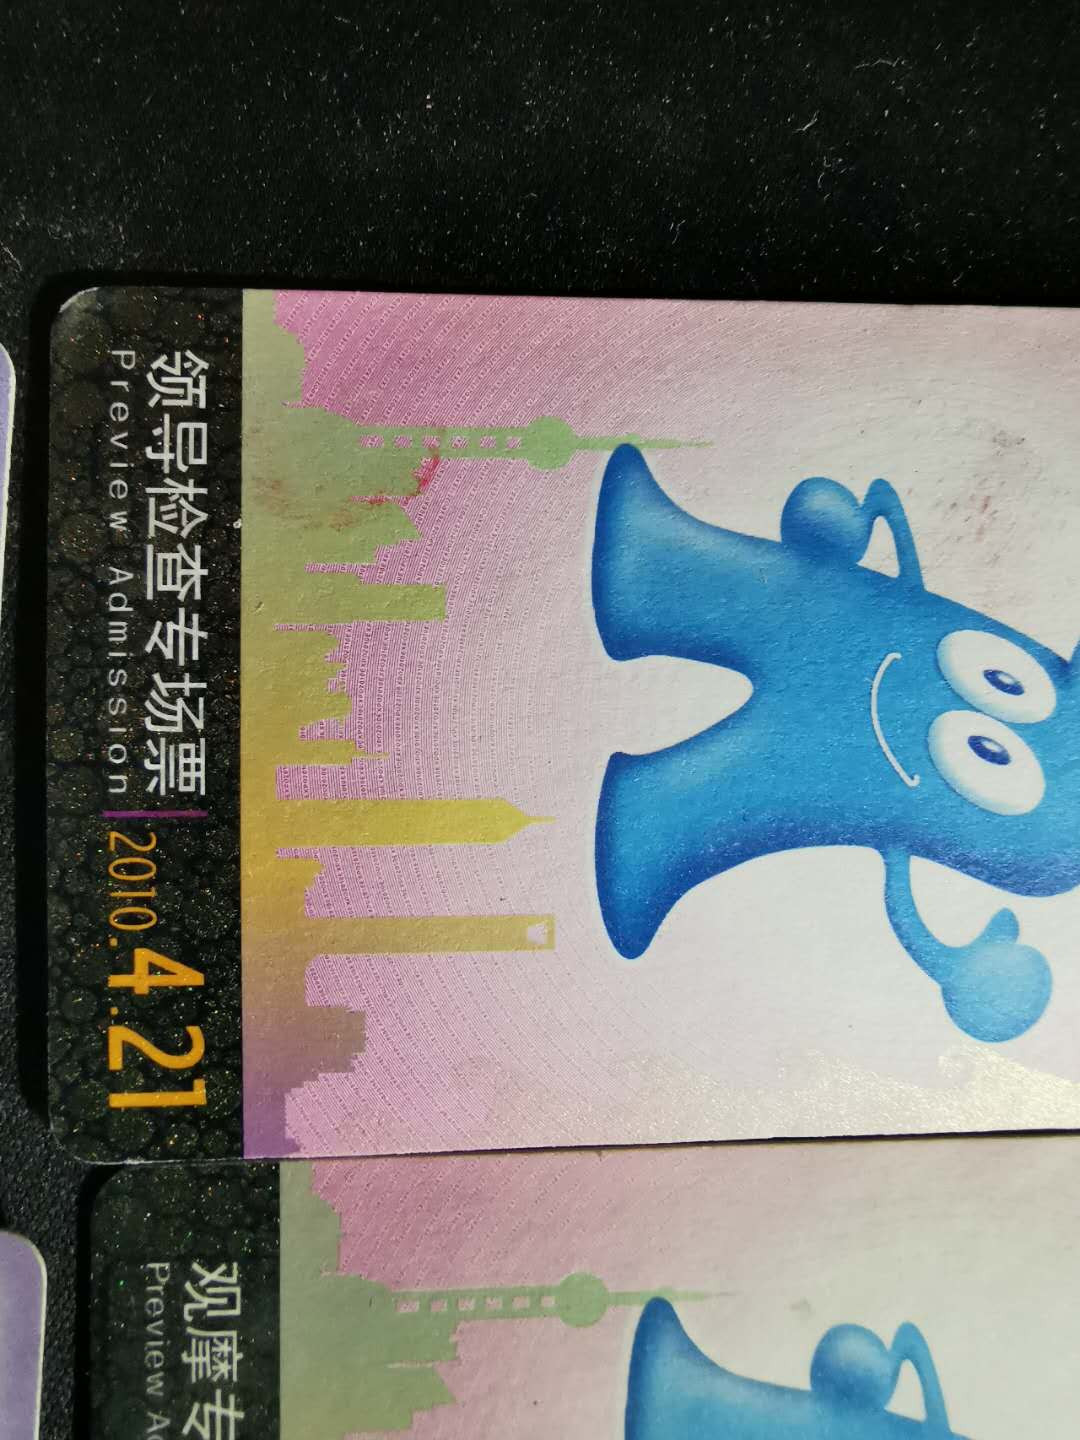 领导检查专场票
Preview Admission
2010.4.21
观摩专
Preview